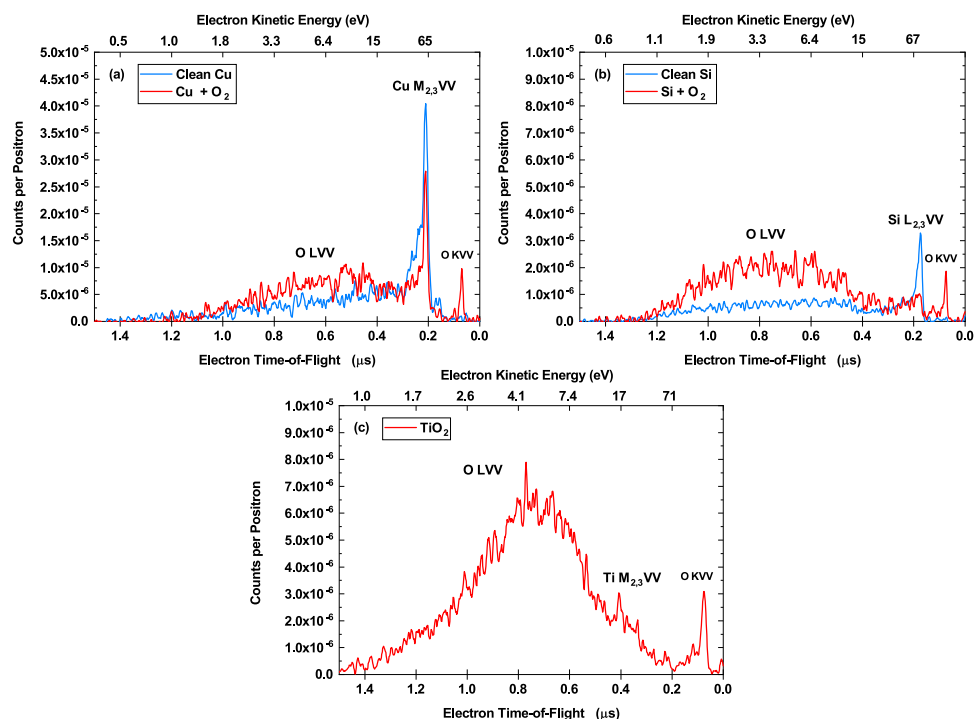 Electron Kinetic Energy (eV)
0.5 1.0 1.8 3.3 6.4 15 65
(a)
Clean Cu
Cu + O₂
Cu M₂,₃VV
O LVV
O KVV
5.0x10⁻⁵
4.5x10⁻⁵
4.0x10⁻⁵
3.5x10⁻⁵
3.0x10⁻⁵
2.5x10⁻⁵
2.0x10⁻⁵
1.5x10⁻⁵
1.0x10⁻⁵
5.0x10⁻⁶
0.0
Counts per Positron
1.4 1.2 1.0 0.8 0.6 0.4 0.2 0.0
Electron Time-of-Flight (μs)
Electron Kinetic Energy (eV)
0.6 1.1 1.9 3.3 6.4 15 67
(b)
Clean Si
Si + O₂
Si L₂,₃VV
O LVV
O KVV
1.0x10⁻⁵
9.0x10⁻⁶
8.0x10⁻⁶
7.0x10⁻⁶
6.0x10⁻⁶
5.0x10⁻⁶
4.0x10⁻⁶
3.0x10⁻⁶
2.0x10⁻⁶
1.0x10⁻⁶
0.0
Counts per Positron
1.4 1.2 1.0 0.8 0.6 0.4 0.2 0.0
Electron Time-of-Flight (μs)
Electron Kinetic Energy (eV)
1.0 1.7 2.6 4.1 7.4 17 71
(c)
TiO₂
O LVV
Ti M₂,₃VV
O KVV
1.0x10⁻⁵
9.0x10⁻⁶
8.0x10⁻⁶
7.0x10⁻⁶
6.0x10⁻⁶
5.0x10⁻⁶
4.0x10⁻⁶
3.0x10⁻⁶
2.0x10⁻⁶
1.0x10⁻⁶
0.0
Counts per Positron
1.4 1.2 1.0 0.8 0.6 0.4 0.2 0.0
Electron Time-of-Flight (μs)